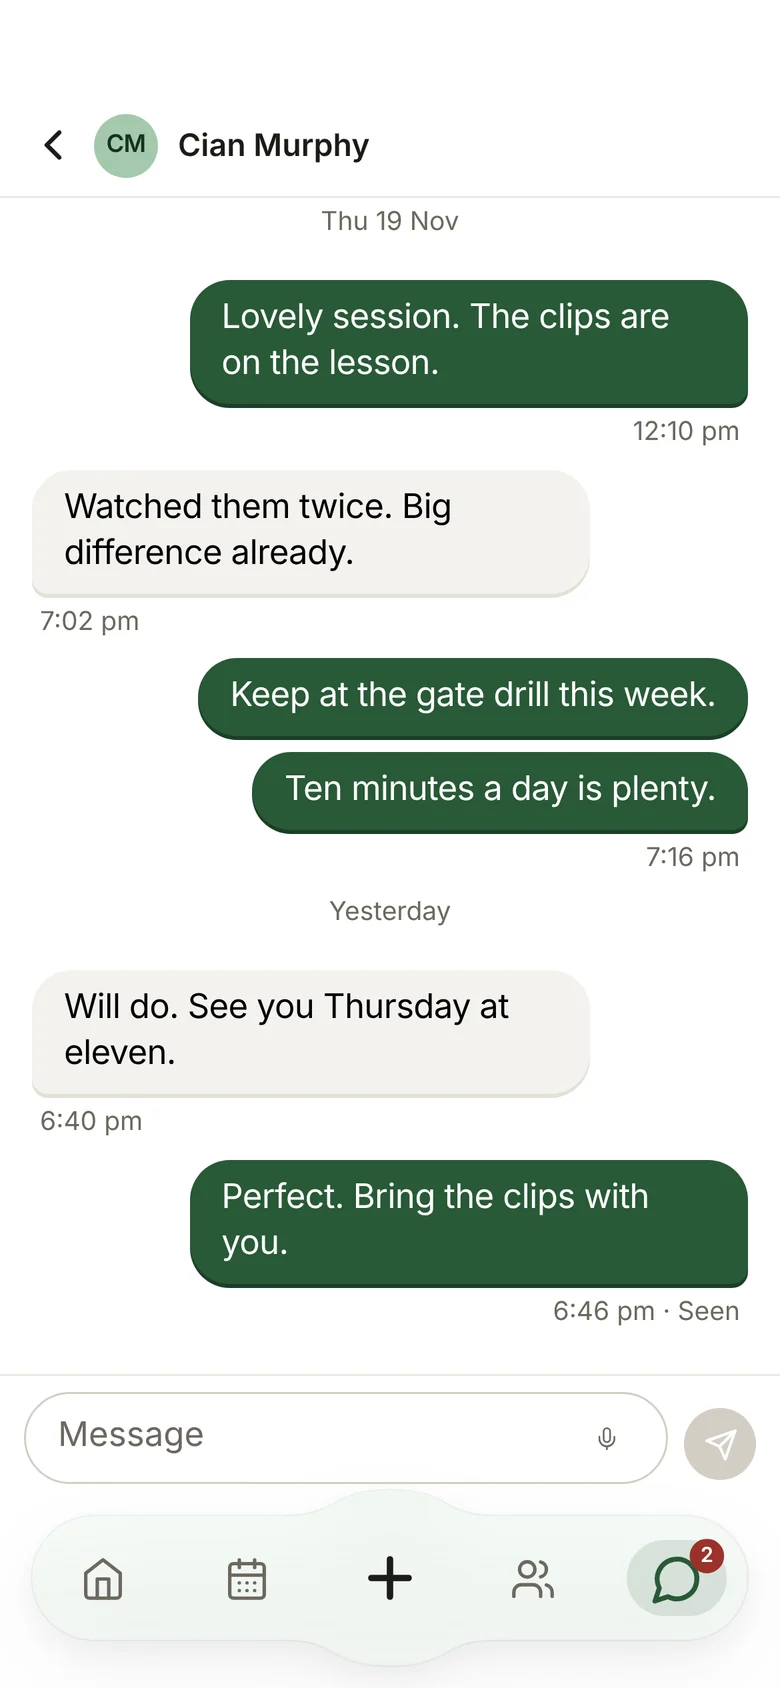 CM
Cian Murphy
Thu 19 Nov
Lovely session. The clips are
on the lesson.
12:10 pm
Watched them twice. Big
difference already.
7:02 pm
Keep at the gate drill this week.
Ten minutes a day is plenty.
7:16 pm
Yesterday
Will do. See you Thursday at
eleven.
6:40 pm
Perfect. Bring the clips with
you.
6:46 pm · Seen
Message
2